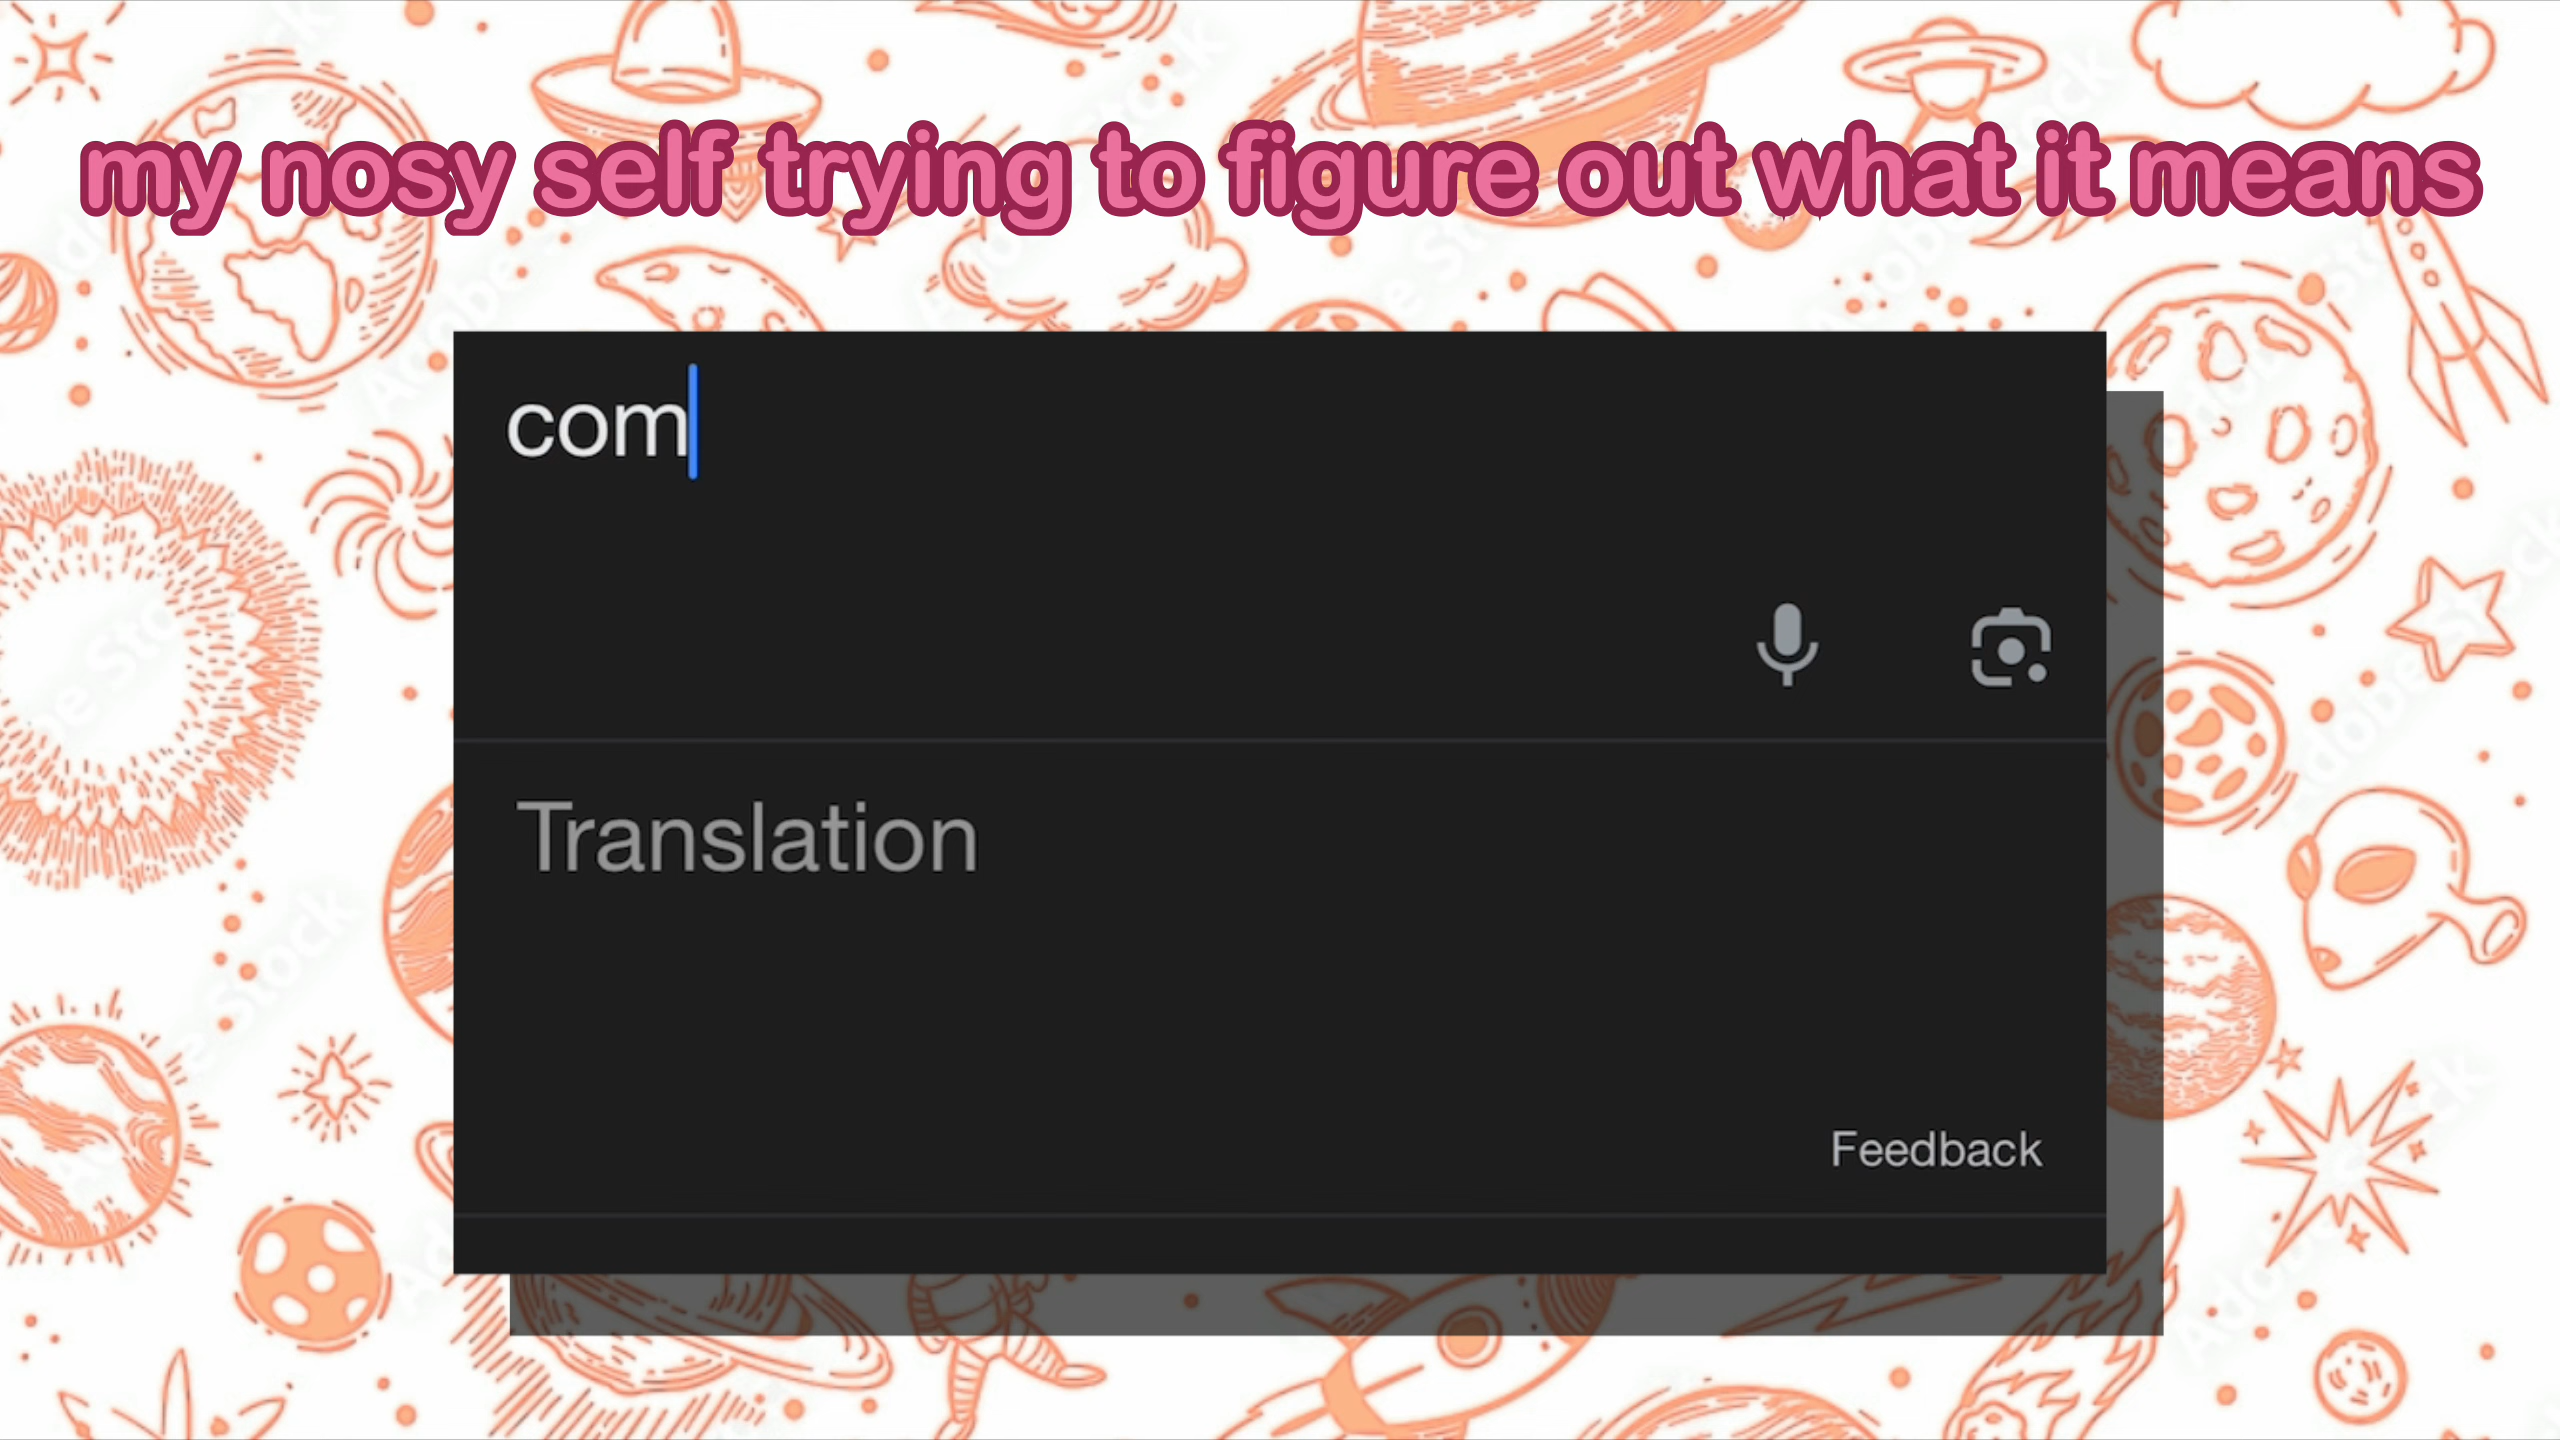 my nosy self trying to figure out what it means
com
Translation
Feedback